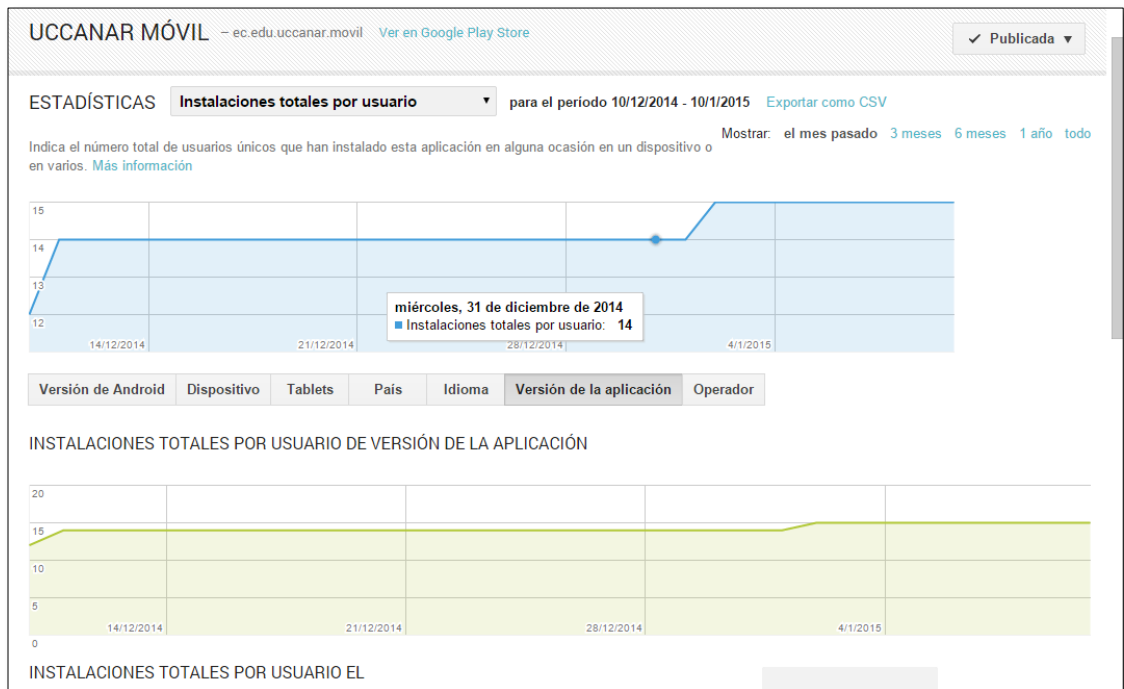 UCCANAR MÓVIL – ec.edu.uccanar.movil Ver en Google Play Store
✓ Publicada ▼
ESTADÍSTICAS Instalaciones totales por usuario ▼ para el período 10/12/2014 - 10/1/2015 Exportar como CSV
Mostrar: el mes pasado 3 meses 6 meses 1 año todo
Indica el número total de usuarios únicos que han instalado esta aplicación en alguna ocasión en un dispositivo o
en varios. Más información
15
14
13
12
miércoles, 31 de diciembre de 2014
Instalaciones totales por usuario: 14
14/12/2014 21/12/2014 28/12/2014 4/1/2015
Versión de Android Dispositivo Tablets País Idioma Versión de la aplicación Operador
INSTALACIONES TOTALES POR USUARIO DE VERSIÓN DE LA APLICACIÓN
20
15
10
5
14/12/2014 21/12/2014 28/12/2014 4/1/2015
0
INSTALACIONES TOTALES POR USUARIO EL